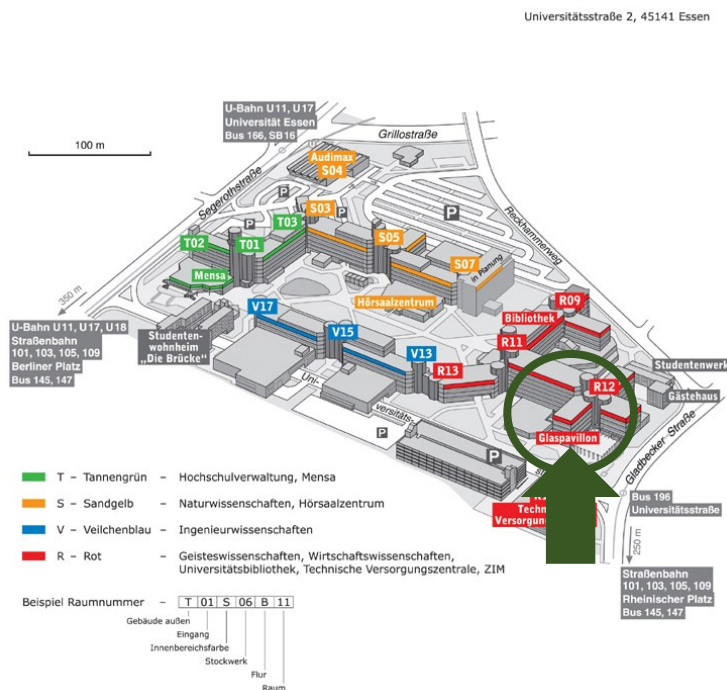 Universitätsstraße 2, 45141 Essen
U-Bahn U11, U17
Universität Essen
Bus 166, SB16
Grillostraße
100 m
Audimax
S04
Segerothstraße
Reckhammerweg
P
S03
P
P
P
T03
T02
T01
S05
S07
in Planung
Mensa
Hörsaalzentrum
350 m
U-Bahn U11, U17, U18
Straßenbahn
101, 103, 105, 109
Berliner Platz
Bus 145, 147
Studenten-
wohnheim
„Die Brücke“
V17
V15
V13
R09
Bibliothek
R11
R13
R12
Studentenwerk
Gästehaus
Glaspavillon
Uni-
versitäts-
P
P
Gladbecker Straße
Techn
Versorgun
Bus 196
Universitätsstraße
250 m
Straßenbahn
101, 103, 105, 109
Rheinischer Platz
Bus 145, 147
T – Tannengrün – Hochschulverwaltung, Mensa
S – Sandgelb – Naturwissenschaften, Hörsaalzentrum
V – Veilchenblau – Ingenieurwissenschaften
R – Rot – Geisteswissenschaften, Wirtschaftswissenschaften,
Universitätsbibliothek, Technische Versorgungszentrale, ZIM
Beispiel Raumnummer – T 01 S 06 B 11
Gebäude außen
Eingang
Innenbereichsfarbe
Stockwerk
Flur
Raum